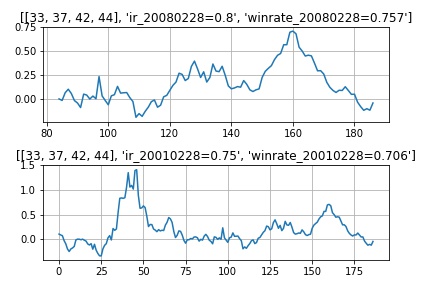 [[33, 37, 42, 44], 'ir_20080228=0.8', 'winrate_20080228=0.757']
0.75
0.50
0.25
0.00
80 100 120 140 160 180
[[33, 37, 42, 44], 'ir_20010228=0.75', 'winrate_20010228=0.706']
1.5
1.0
0.5
0.0
0 25 50 75 100 125 150 175